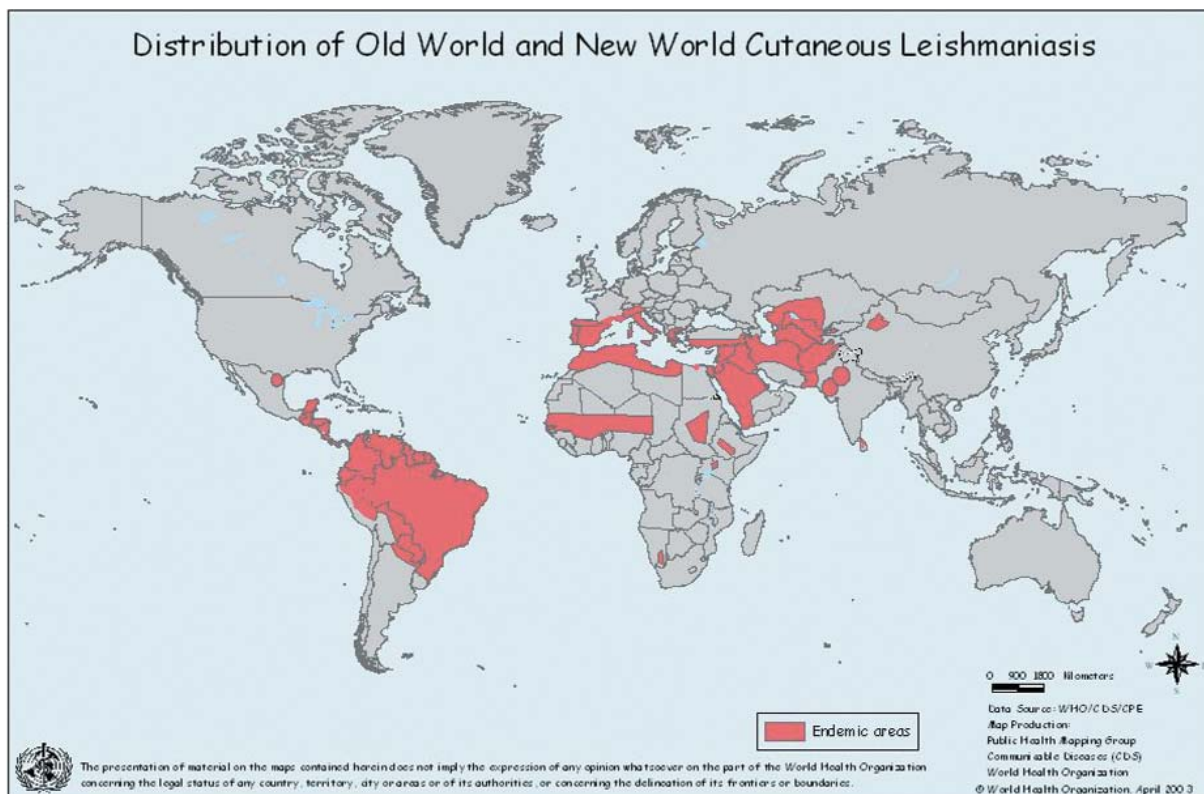 Distribution of Old World and New World Cutaneous Leishmaniasis
0 900 1800 Kilometers
Data Source: WHO/CDS/CPE
Map Production:
Public Health Mapping Group
Communicable Diseases (CDS)
World Health Organization
© World Health Organization, April 2003
Endemic areas
The presentation of material on the maps contained herein does not imply the expression of any opinion whatsoever on the part of the World Health Organization
concerning the legal status of any country, territory, city or areas or of its authorities, or concerning the delineation of its frontiers or boundaries.
N
S